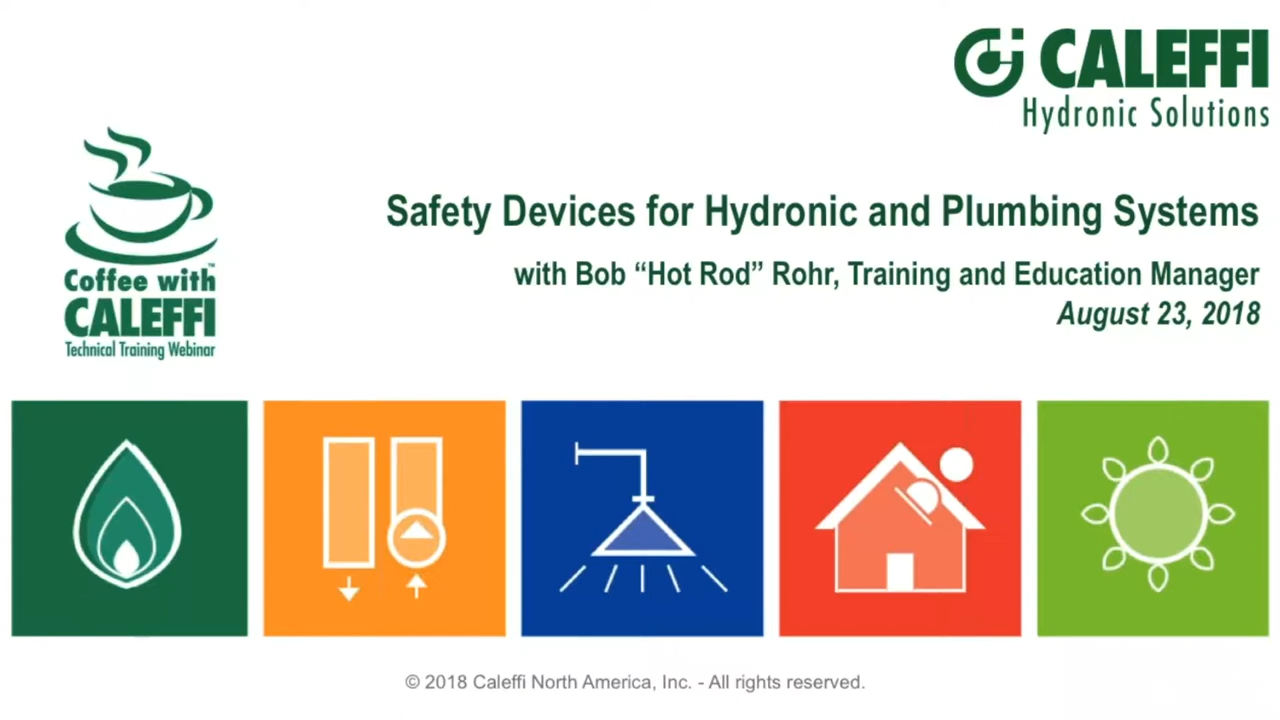 CALEFFI
Hydronic Solutions
Safety Devices for Hydronic and Plumbing Systems
with Bob “Hot Rod” Rohr, Training and Education Manager
August 23, 2018
Coffee with™
CALEFFI
Technical Training Webinar
© 2018 Caleffi North America, Inc. - All rights reserved.